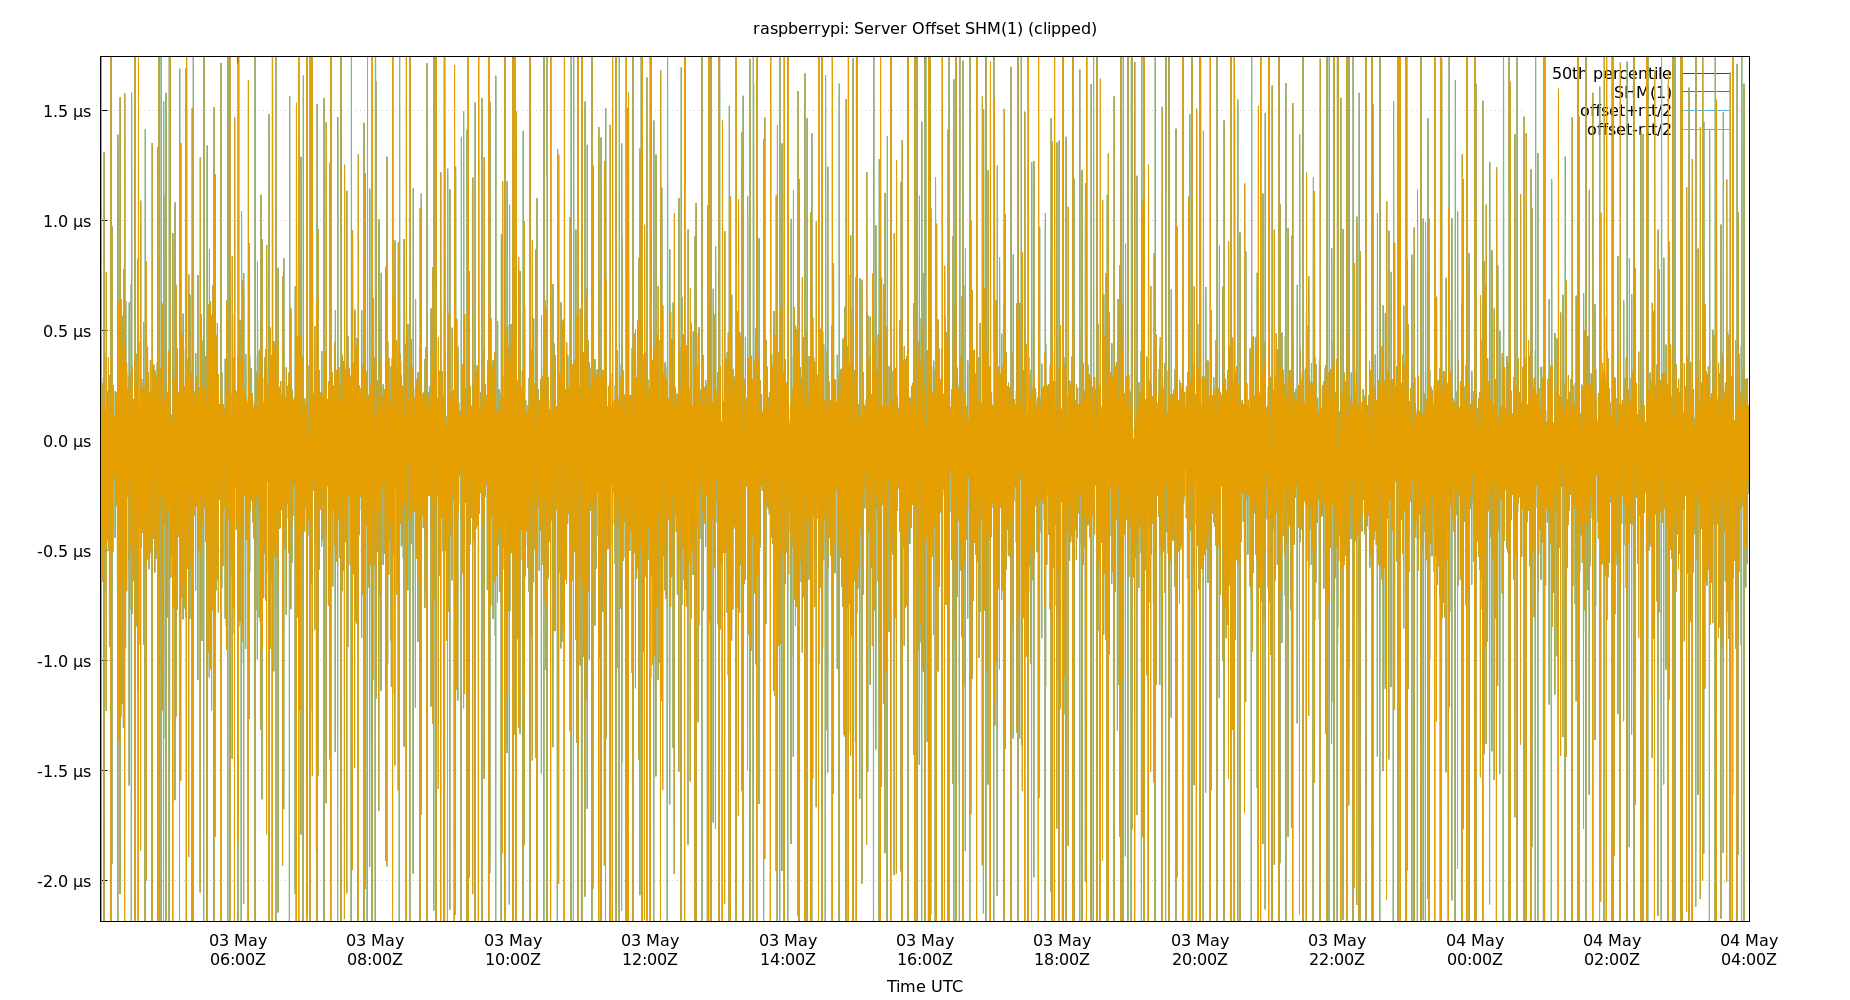 raspberrypi: Server Offset SHM(1) (clipped)
50th percentile
SHM(1)
offset+rtt/2
offset-rtt/2
1.5 µs
1.0 µs
0.5 µs
0.0 µs
-0.5 µs
-1.0 µs
-1.5 µs
-2.0 µs
03 May 03 May 03 May 03 May 03 May 03 May 03 May 03 May 03 May 04 May 04 May 04 May
06:00Z 08:00Z 10:00Z 12:00Z 14:00Z 16:00Z 18:00Z 20:00Z 22:00Z 00:00Z 02:00Z 04:00Z
Time UTC